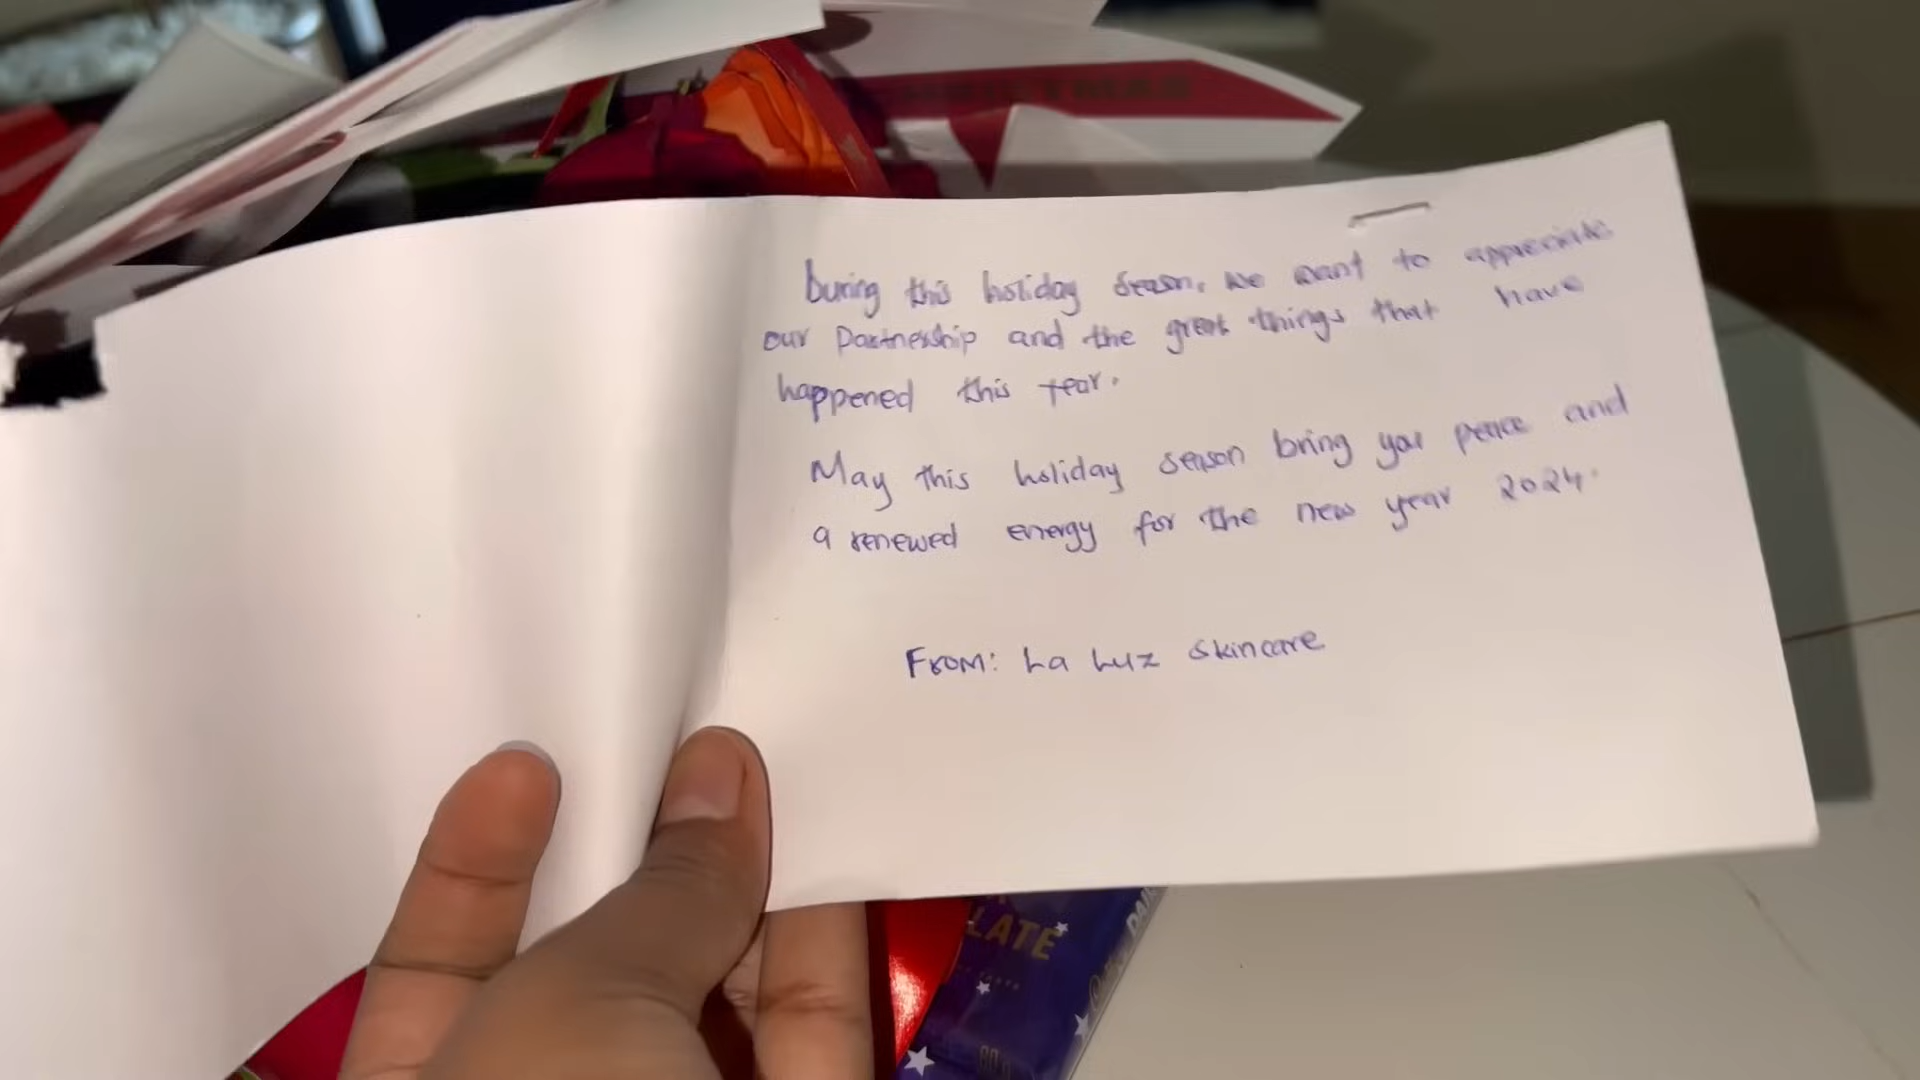 During this holiday season, we want to appreciate
our Partnership and the great things that have
happened this year.
May this holiday season bring you peace and
a renewed energy for the new year 2024.
From: La Luz Skincare
LATE
80 g